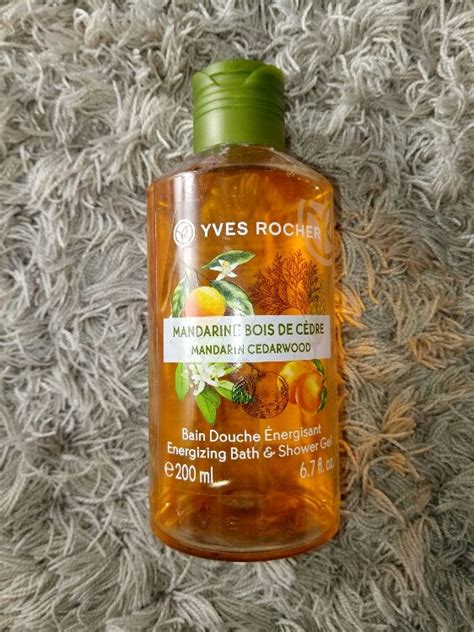 YVES ROCHER
MANDARINE BOIS DE CÈDRE
MANDARIN CEDARWOOD
Bain Douche Énergisant
Energizing Bath & Shower Gel
e 200 ml 6.7 fl. oz.